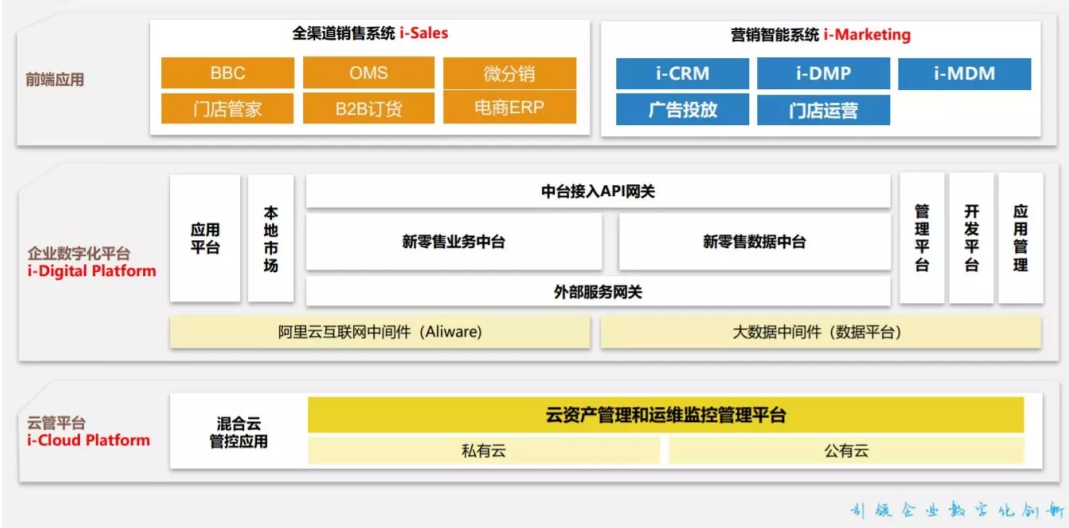 全渠道销售系统 i-Sales
营销智能系统 i-Marketing
前端应用
BBC
OMS
微分销
i-CRM
i-DMP
i-MDM
门店管家
B2B订货
电商ERP
广告投放
门店运营
企业数字化平台
i-Digital Platform
应用
平台
本
地
市
场
中台接入API网关
新零售业务中台
新零售数据中台
外部服务网关
管
理
平
台
开
发
平
台
应
用
管
理
阿里云互联网中间件（Aliware)
大数据中间件（数据平台）
云管平台
i-Cloud Platform
混合云
管控应用
云资产管理和运维监控管理平台
私有云
公有云
引领企业数字化创新